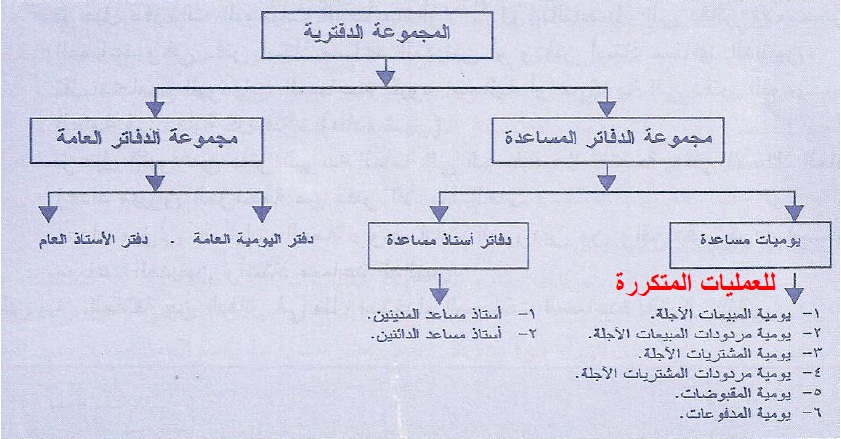 المجموعة الدفترية
مجموعة الدفاتر المساعدة
مجموعة الدفاتر العامة
يوميات مساعدة
دفاتر أستاذ مساعدة
دفتر اليومية العامة .
دفتر الأستاذ العام
للعمليات المتكررة
١- يومية المبيعات الآجلة.
٢- يومية مردودات المبيعات الآجلة.
٣- يومية المشتريات الآجلة.
٤- يومية مردودات المشتريات الآجلة.
٥- يومية المقبوضات.
٦- يومية المدفوعات.
١- أستاذ مساعد المدينين.
٢- أستاذ مساعد الدائنين.